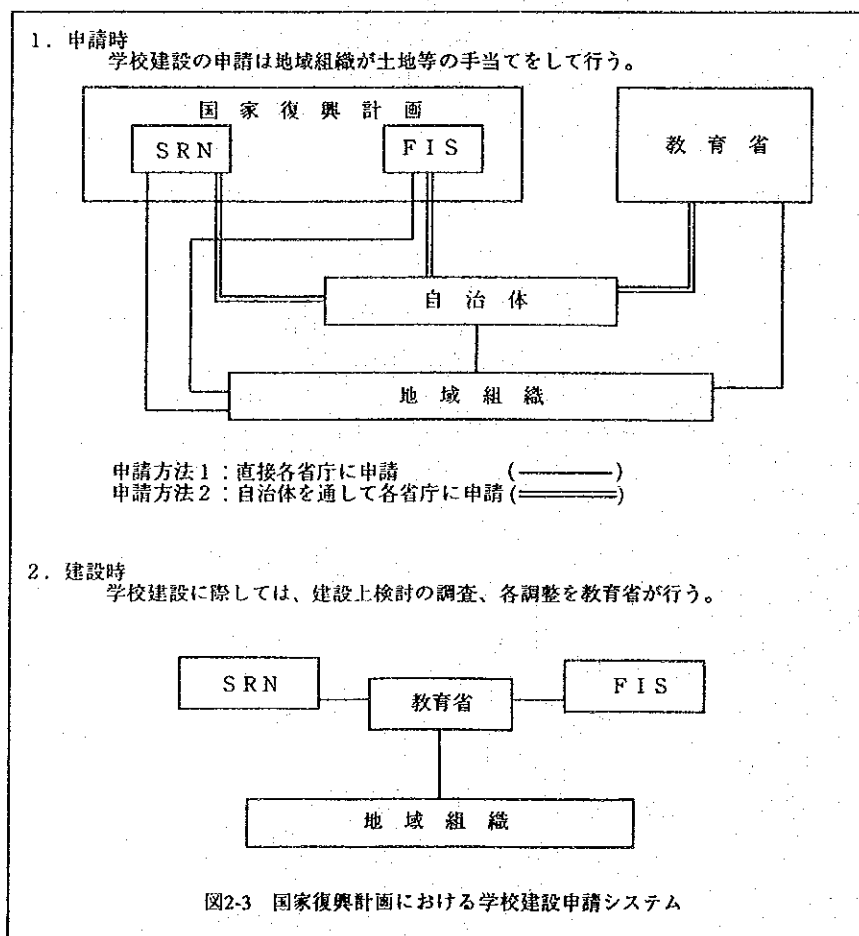 1．申請時
学校建設の申請は地域組織が土地等の手当てをして行う。
国家復興計画
SRN
FIS
教育省
自治体
地域組織
申請方法1：直接各省庁に申請 (———)
申請方法2：自治体を通して各省庁に申請 (═══)
2．建設時
学校建設に際しては、建設上検討の調査、各調整を教育省が行う。
SRN
教育省
FIS
地域組織
図2-3 国家復興計画における学校建設申請システム